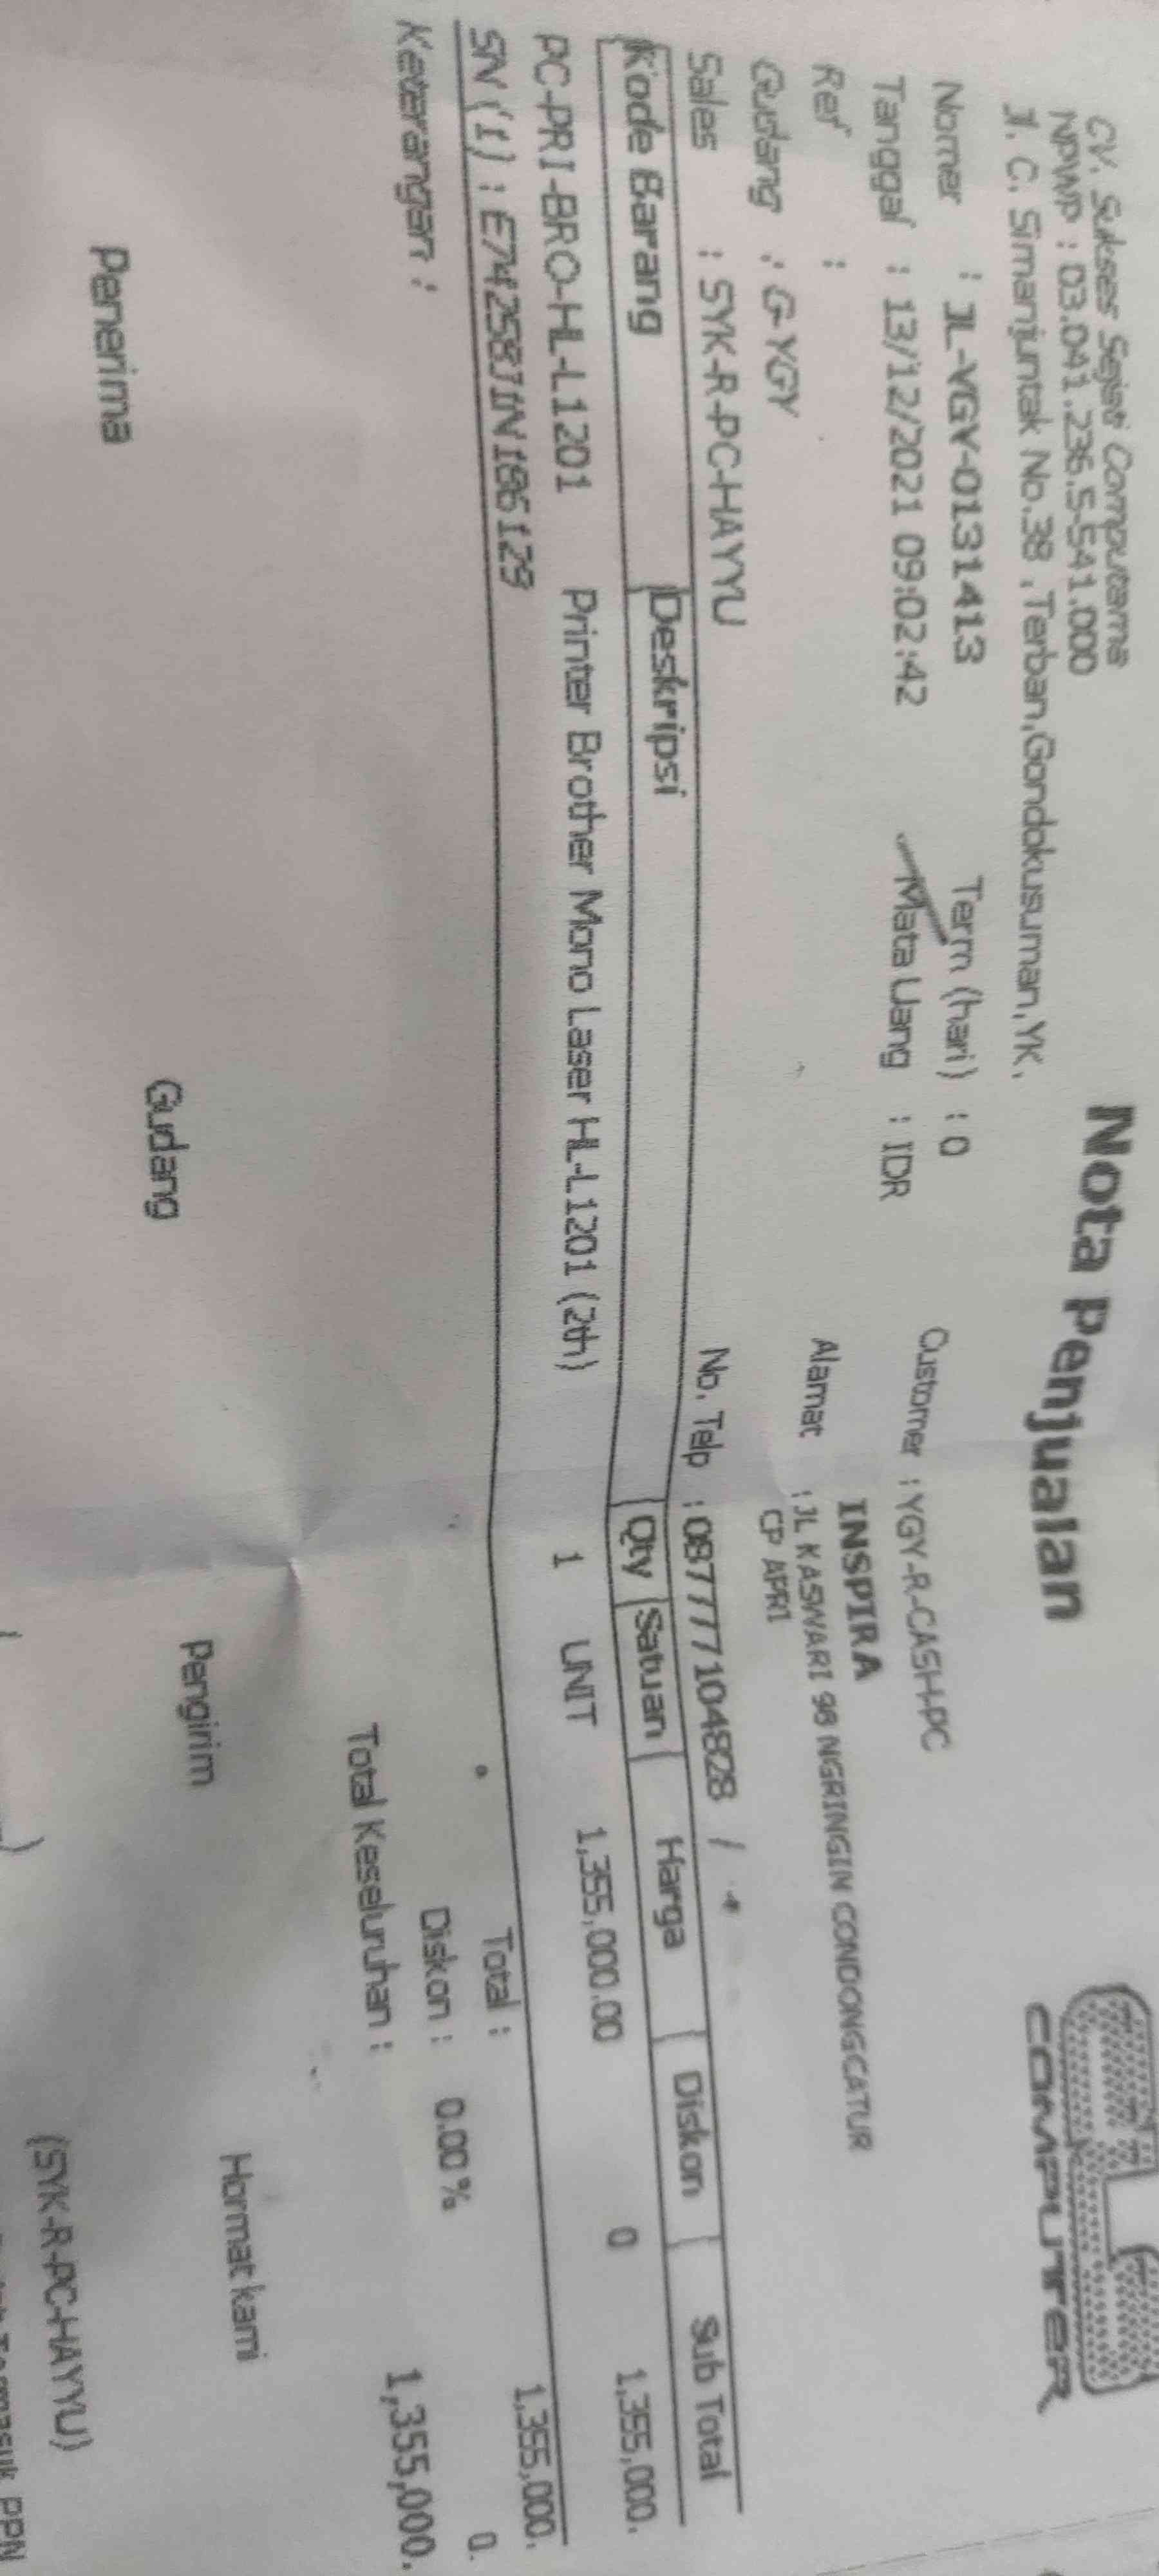 Nota Penjualan
COMPUTER
CV. Sukses Sejati Computama
NPWP : 03.041.236.5-541.000
Jl. C. Simanjuntak No.38 ,Terban,Gondokusuman,YK,
Nomer : JL-YGY-0131413 Term (hari) : 0 Customer : YGY-R-CASH-PC
Tanggal : 13/12/2021 09:02:42 Mata Uang : IDR INSPIRA
Ref : Alamat : JL KASWARI 98 NGRINGIN CONDONGCATUR
Gudang : G-YGY CP APRI
Sales : SYK-R-PC-HAYYU No. Telp : 087777104828 /
Kode Barang Deskripsi Qty Satuan Harga Diskon Sub Total
PC-PRI-BRO-HL-L1201 Printer Brother Mono Laser HL-L1201 (2th) 1 UNIT 1,355,000.00 0 1,355,000.
SN (1) : E74258J1N186129
Total : 1,355,000.
Keterangan : Diskon : 0.00 % 0.
Total Keseluruhan : 1,355,000.
Penerima Gudang Pengirim Hormat kami
(SYK-R-PC-HAYYU)
Termasuk PPN